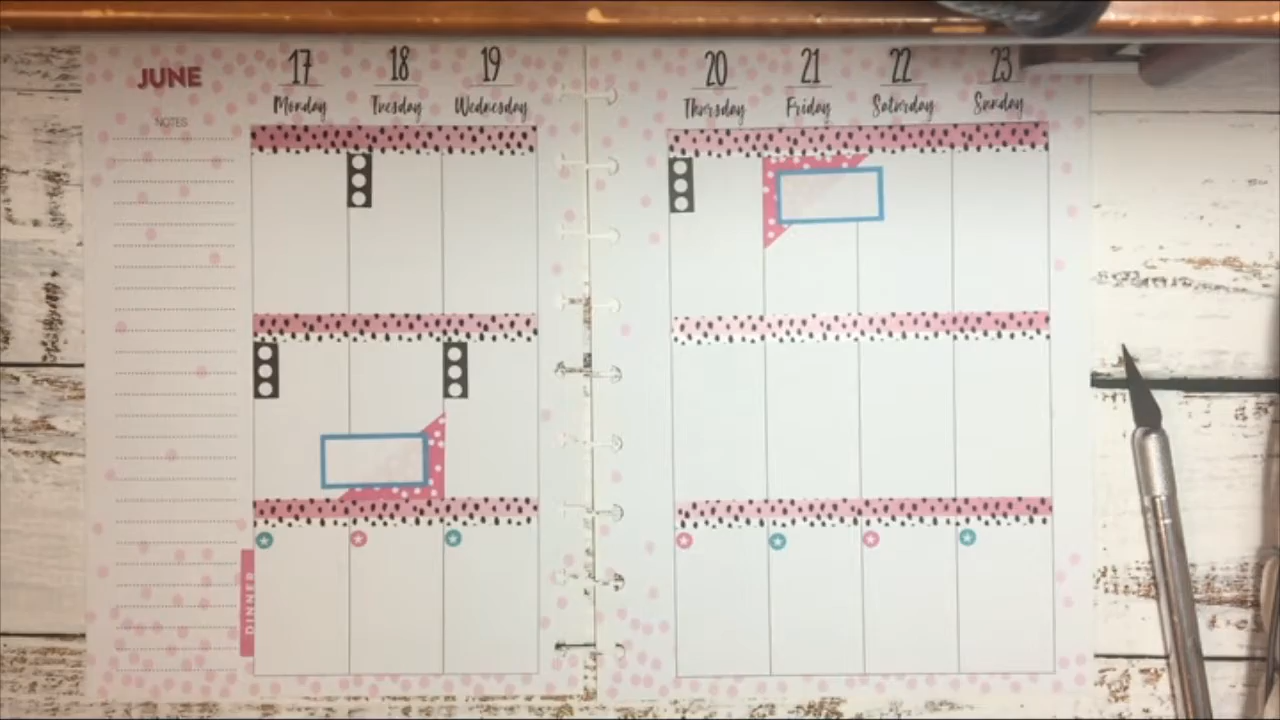 JUNE
NOTES
17 18 19
Monday Tuesday Wednesday
20 21 22 23
Thursday Friday Saturday Sunday
DINNER